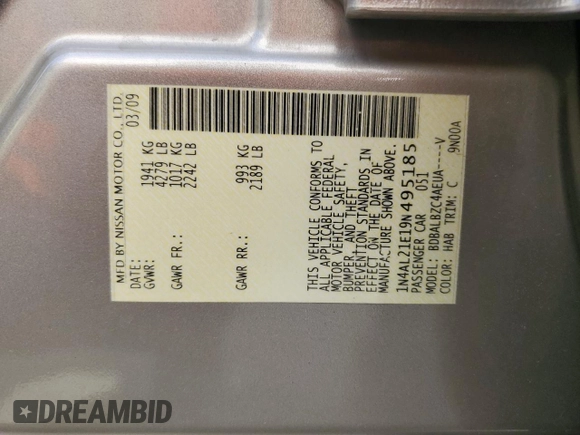 MFD BY NISSAN MOTOR CO., LTD.
DATE: 03/09
GVWR: 1941 KG
4279 LB
GAWR FR.: 1017 KG
2242 LB
GAWR RR.: 993 KG
2189 LB
THIS VEHICLE CONFORMS TO
ALL APPLICABLE FEDERAL
MOTOR VEHICLE SAFETY,
BUMPER, AND THEFT
PREVENTION STANDARDS IN
EFFECT ON THE DATE OF
MANUFACTURE SHOWN ABOVE.
1N4AL21E19N495185
PASSENGER CAR 051
MODEL: BDBALBZC4AEUA----V
COLOR: HAB TRIM: C 9N00A
DREAMBID